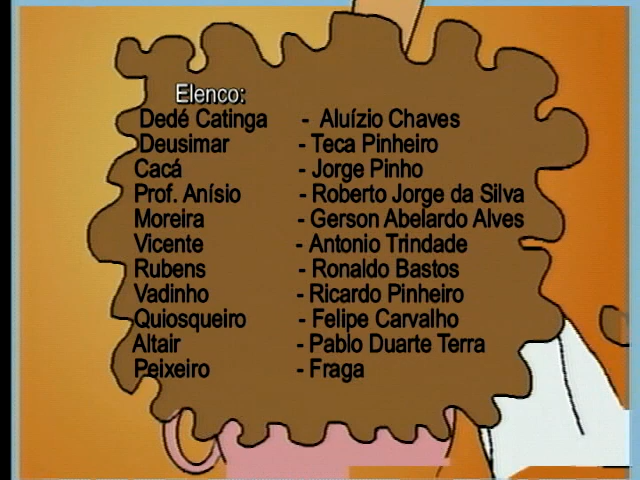 Elenco:
Dedé Catinga - Aluízio Chaves
Deusimar - Teca Pinheiro
Cacá - Jorge Pinho
Prof. Anísio - Roberto Jorge da Silva
Moreira - Gerson Abelardo Alves
Vicente - Antonio Trindade
Rubens - Ronaldo Bastos
Vadinho - Ricardo Pinheiro
Quiosqueiro - Felipe Carvalho
Altair - Pablo Duarte Terra
Peixeiro - Fraga